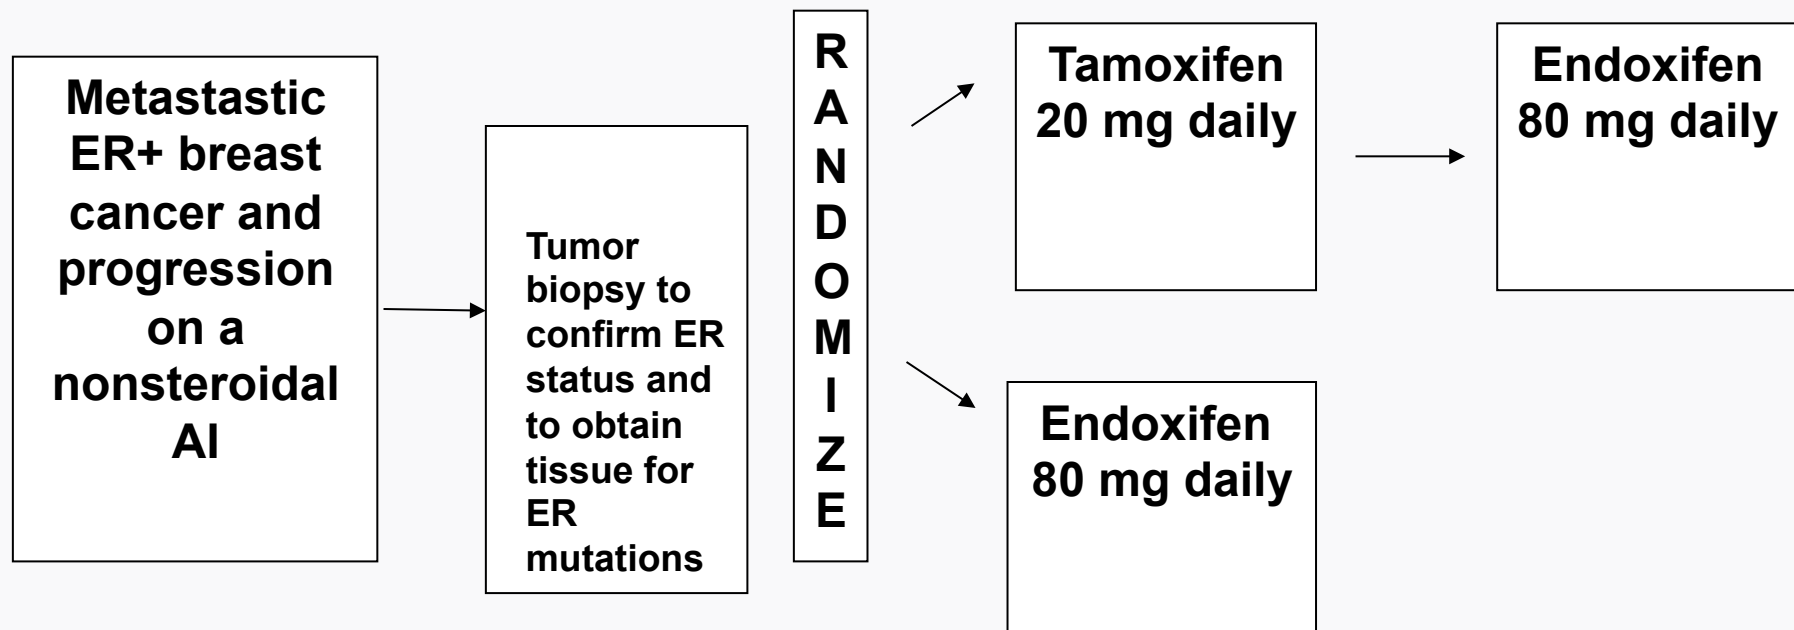 Metastastic
ER+ breast
cancer and
progression
on a
nonsteroidal
AI
Tumor
biopsy to
confirm ER
status and
to obtain
tissue for
ER
mutations
R
A
N
D
O
M
I
Z
E
Tamoxifen
20 mg daily
Endoxifen
80 mg daily
Endoxifen
80 mg daily